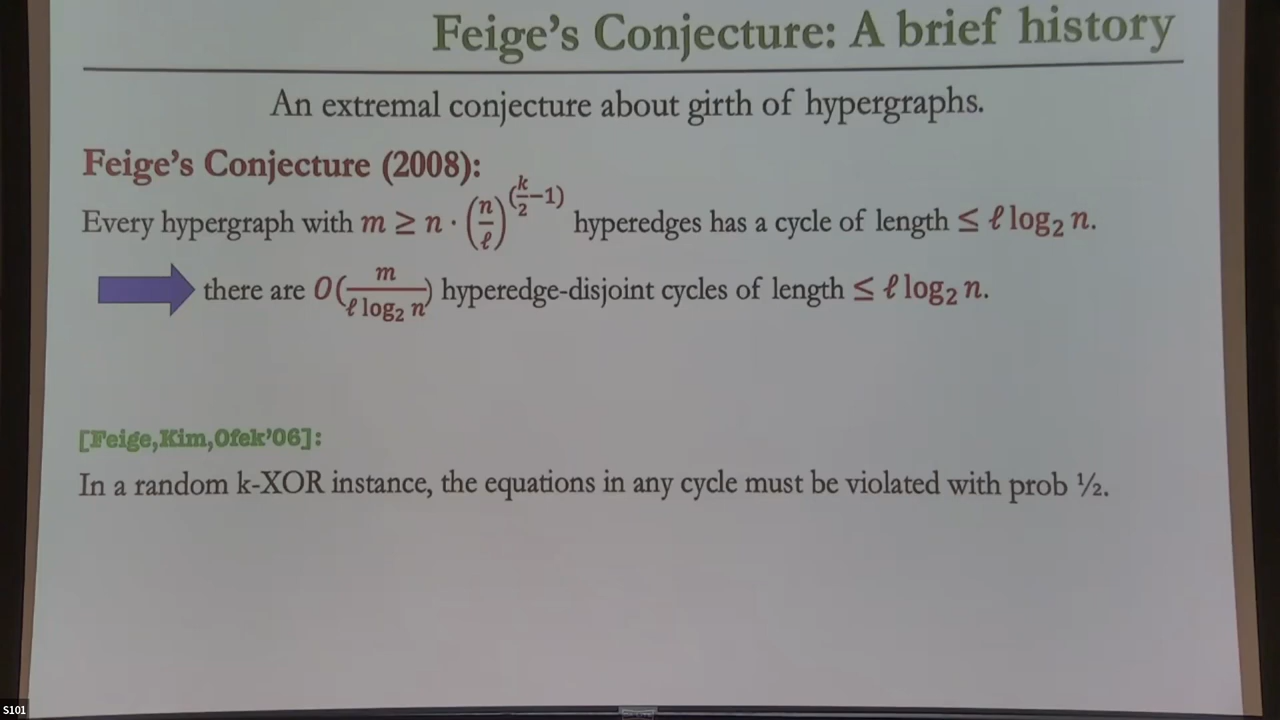 Feige's Conjecture: A brief history
An extremal conjecture about girth of hypergraphs.
Feige's Conjecture (2008):
Every hypergraph with m ≥ n · (n/ℓ)^(k/2 −1) hyperedges has a cycle of length ≤ ℓ log₂ n.
there are O(m/(ℓ log₂ n)) hyperedge-disjoint cycles of length ≤ ℓ log₂ n.
[Feige,Kim,Ofek'06]:
In a random k-XOR instance, the equations in any cycle must be violated with prob ½.
S101